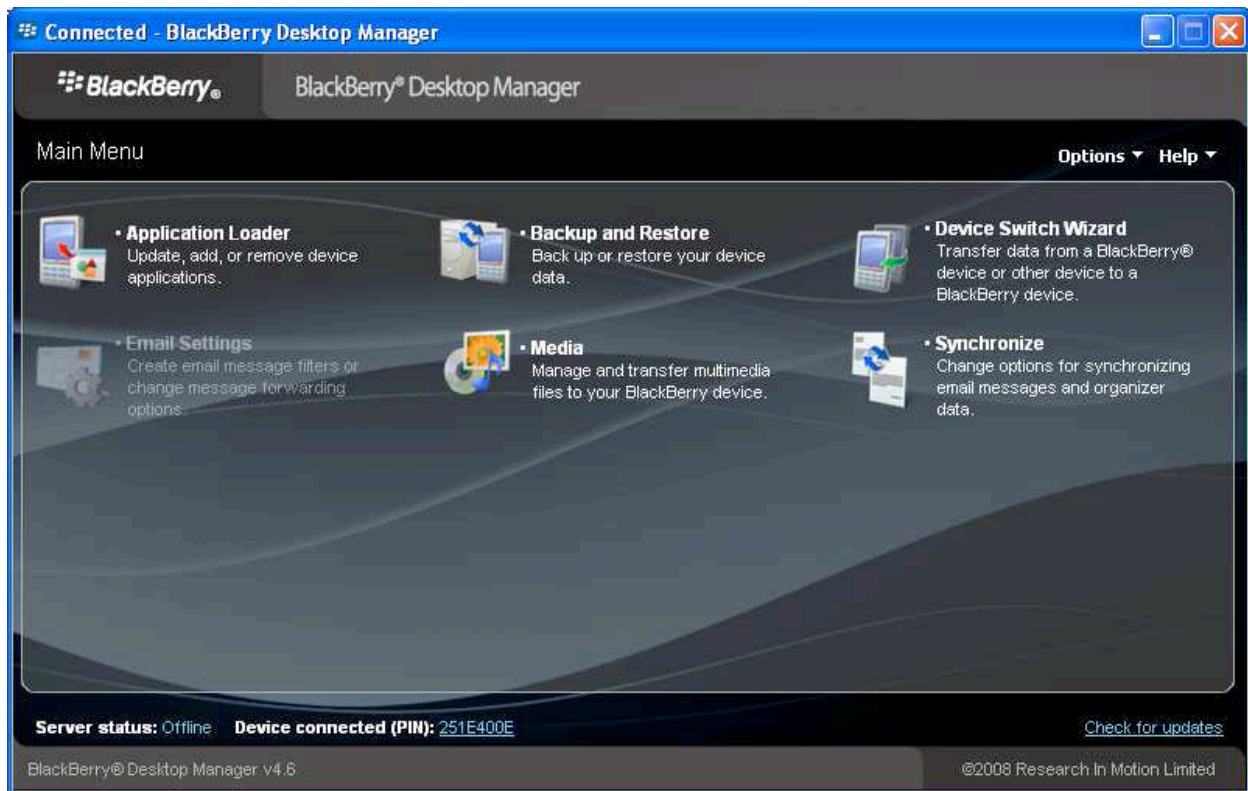 Connected - BlackBerry Desktop Manager
BlackBerry® BlackBerry® Desktop Manager
Main Menu Options Help
· Application Loader
Update, add, or remove device
applications.
· Backup and Restore
Back up or restore your device
data.
· Device Switch Wizard
Transfer data from a BlackBerry®
device or other device to a
BlackBerry device.
· Email Settings
Create email message filters or
change message forwarding
options.
· Media
Manage and transfer multimedia
files to your BlackBerry device.
· Synchronize
Change options for synchronizing
email messages and organizer
data.
Server status: Offline Device connected (PIN): 251E400E Check for updates
BlackBerry® Desktop Manager v4.6 ©2008 Research In Motion Limited